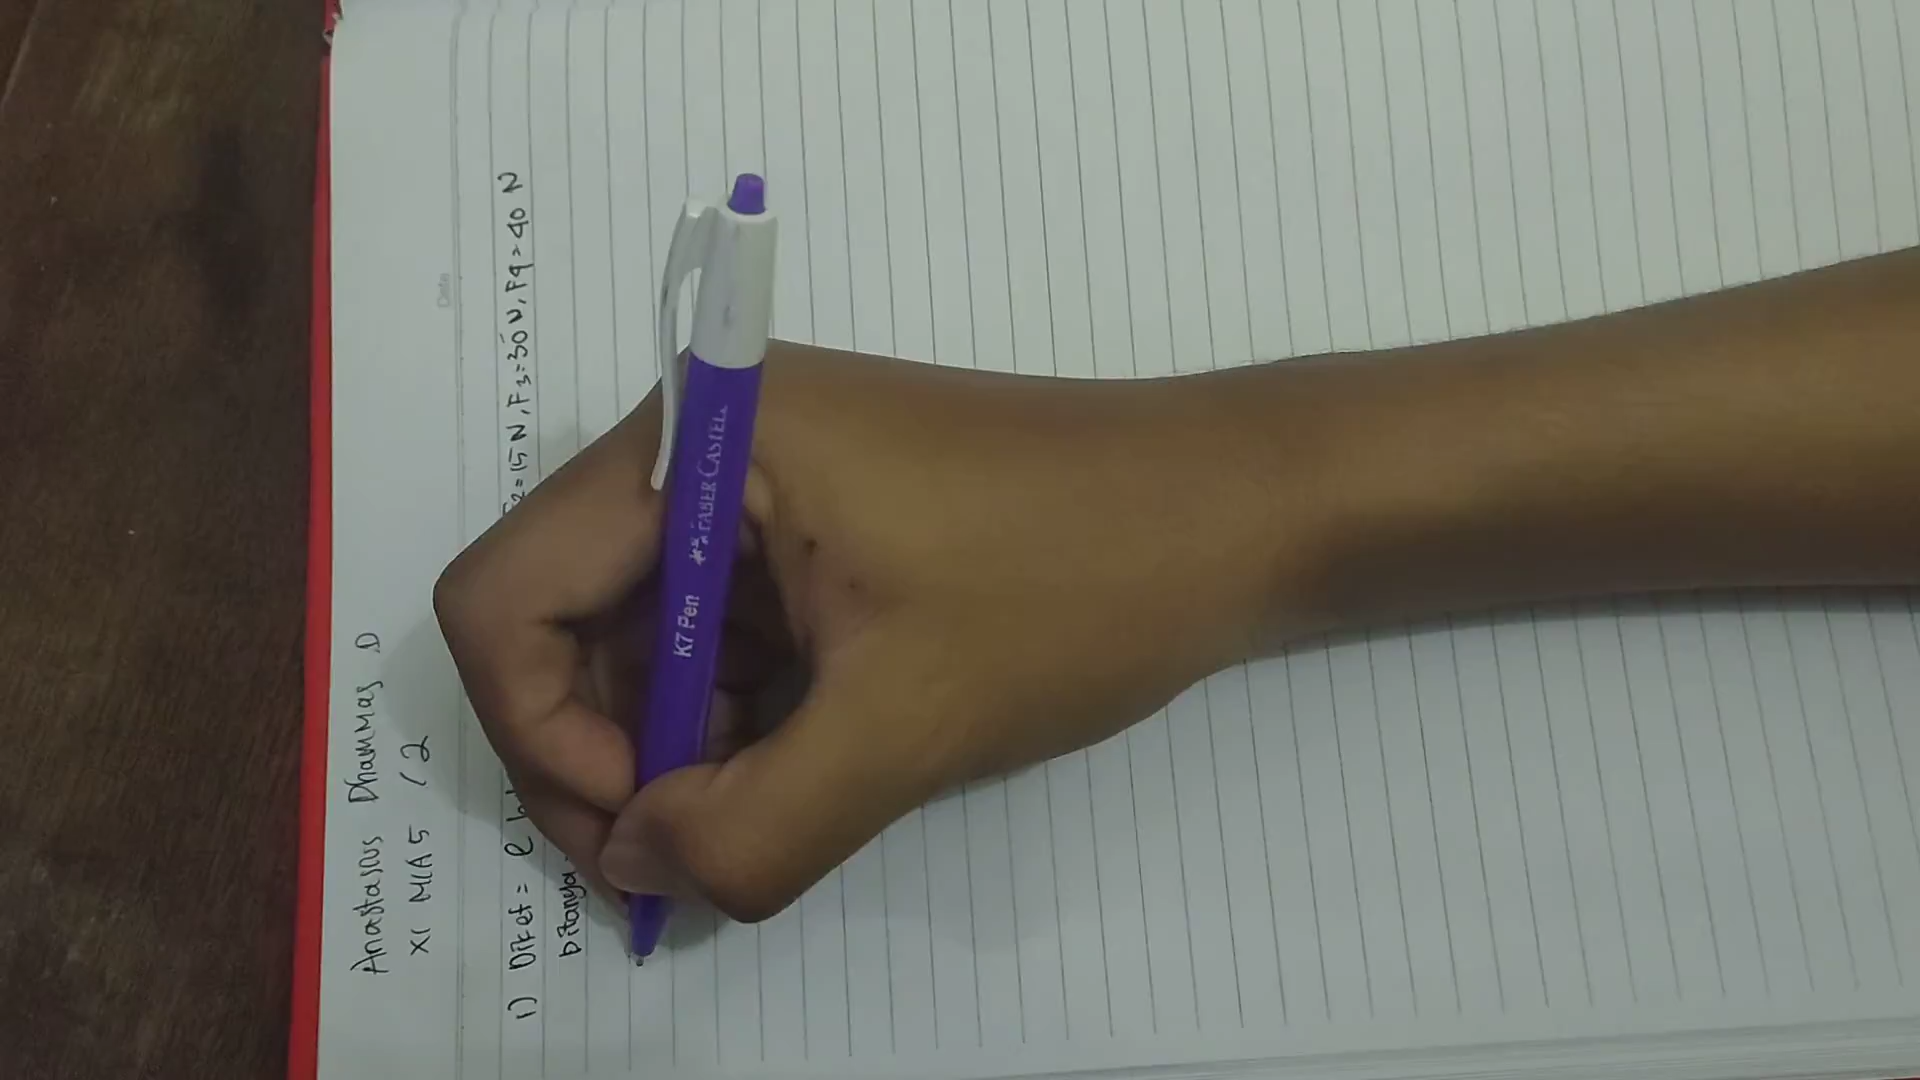 Anastasius Dhammas D
XI MIA 5 / 2
1) Diket = l 2=15 N, F3=30 N, F4=40 N
Ditanya
Date
K7 Pen FABER CASTELL